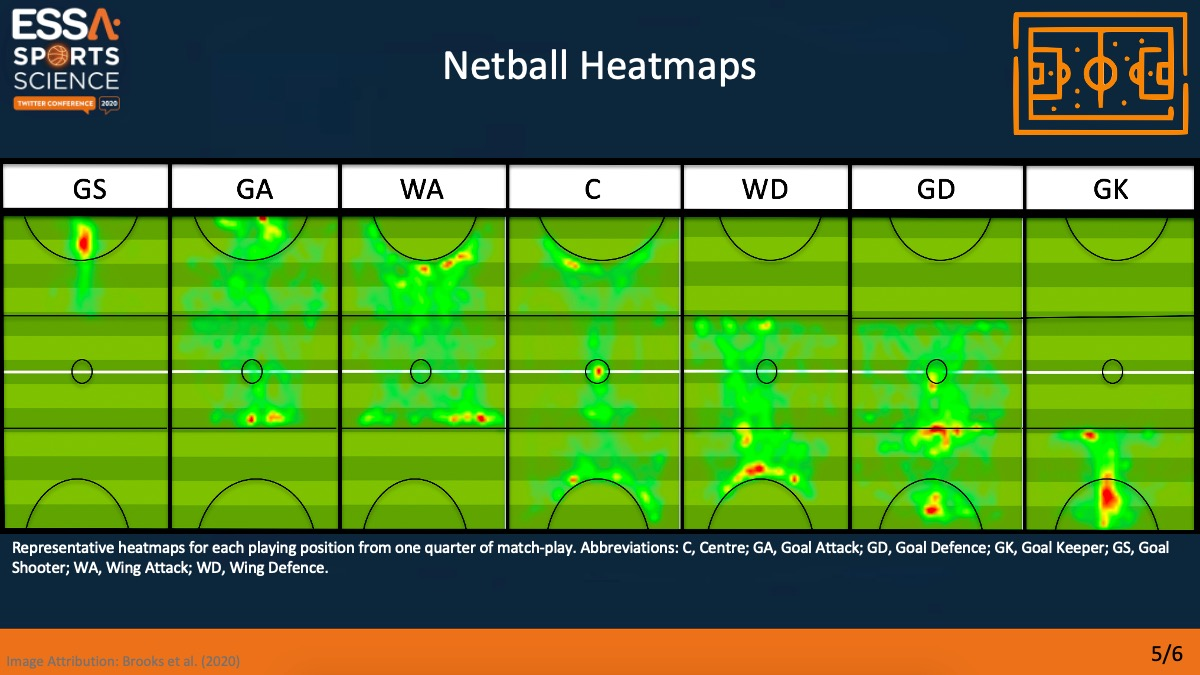 ESSA
SPORTS
SCIENCE
TWITTER CONFERENCE 2020
Netball Heatmaps
GS GA WA C WD GD GK
Representative heatmaps for each playing position from one quarter of match-play. Abbreviations: C, Centre; GA, Goal Attack; GD, Goal Defence; GK, Goal Keeper; GS, Goal
Shooter; WA, Wing Attack; WD, Wing Defence.
Image Attribution: Brooks et al. (2020)
5/6